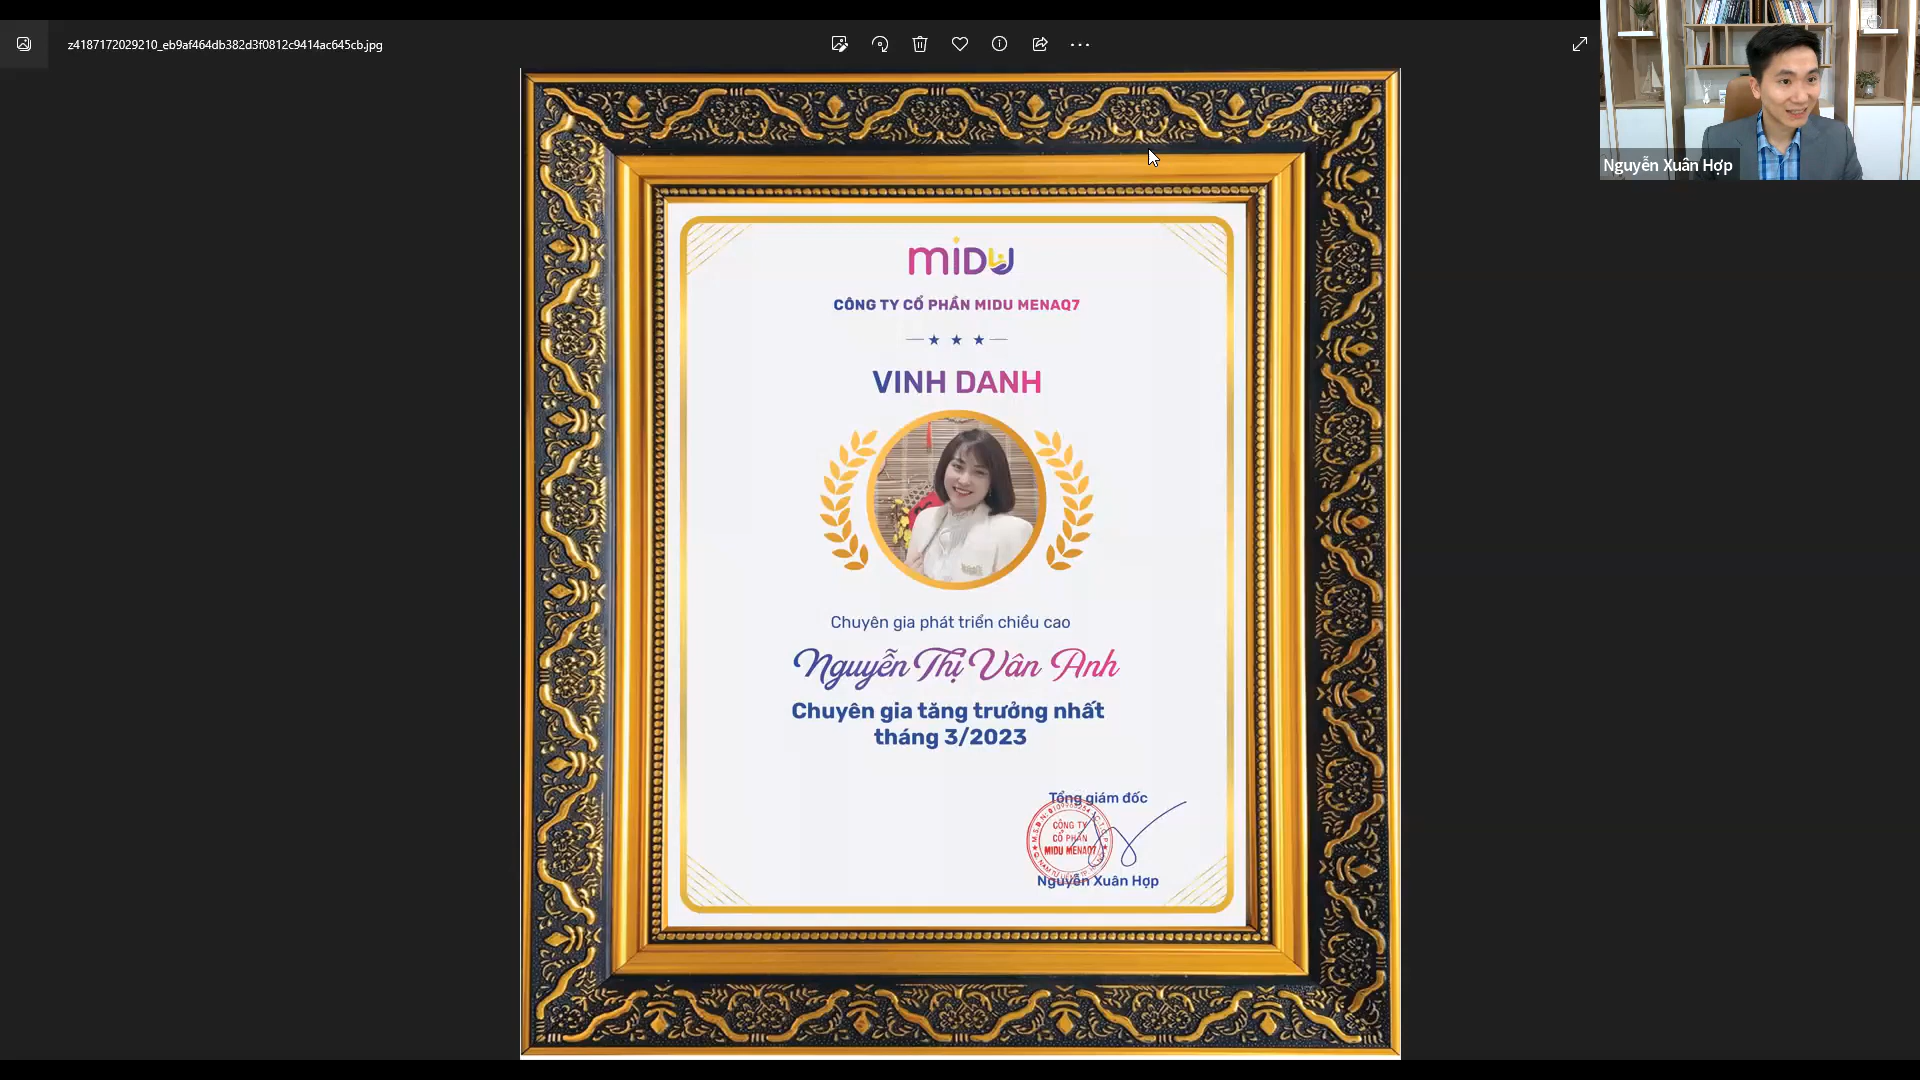 z4187172029210_eb9af464db382d3f0812c9414ac645cb.jpg
Nguyễn Xuân Hợp
MIDU
CÔNG TY CỔ PHẦN MIDU MENAQ7
VINH DANH
Chuyên gia phát triển chiều cao
Nguyễn Thị Vân Anh
Chuyên gia tăng trưởng nhất
tháng 3/2023
Tổng giám đốc
CÔNG TY
CỔ PHẦN
MIDU MENAQ7
Nguyễn Xuân Hợp